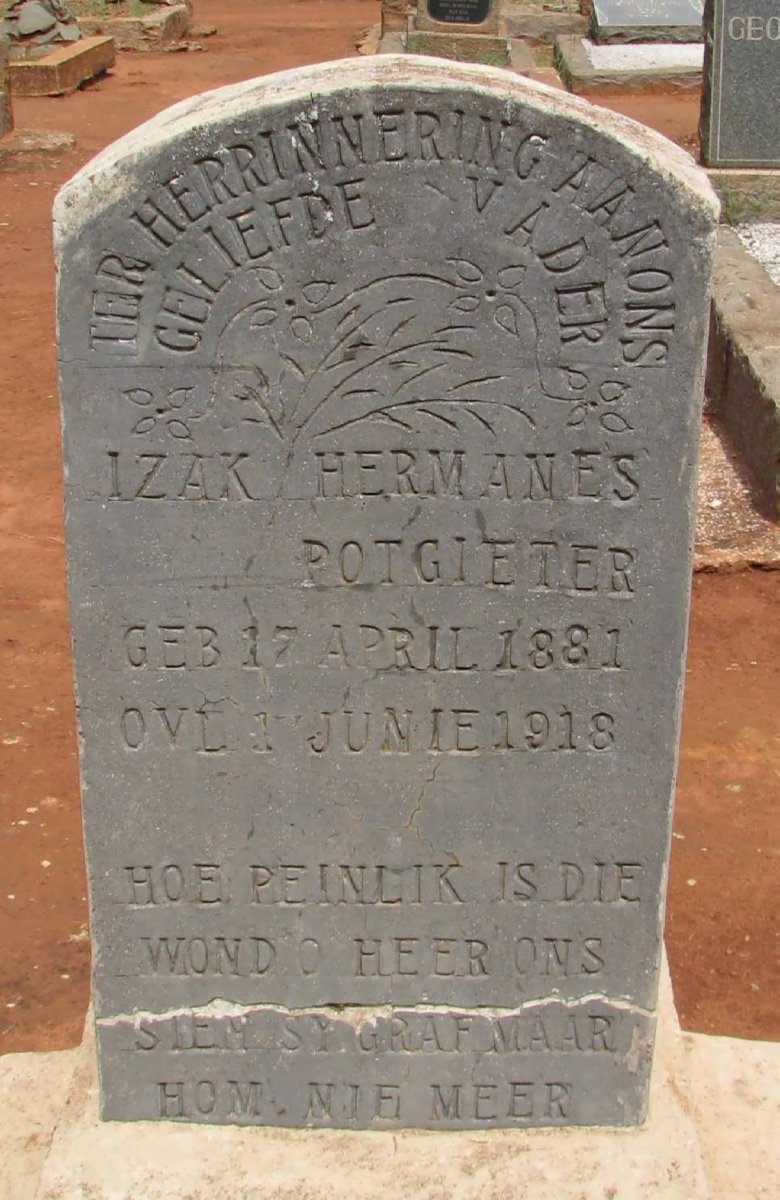 TER HERRINNERING AAN ONS
GELIEFDE VADER
IZAK HERMANES
POTGIETER
GEB 17 APRIL 1881
OVL JUNIE 1918
HOE PEINLIK IS DIE
WOND O HEER ONS
SIEN SY GRAF MAAR
HOM NIE MEER
GEO